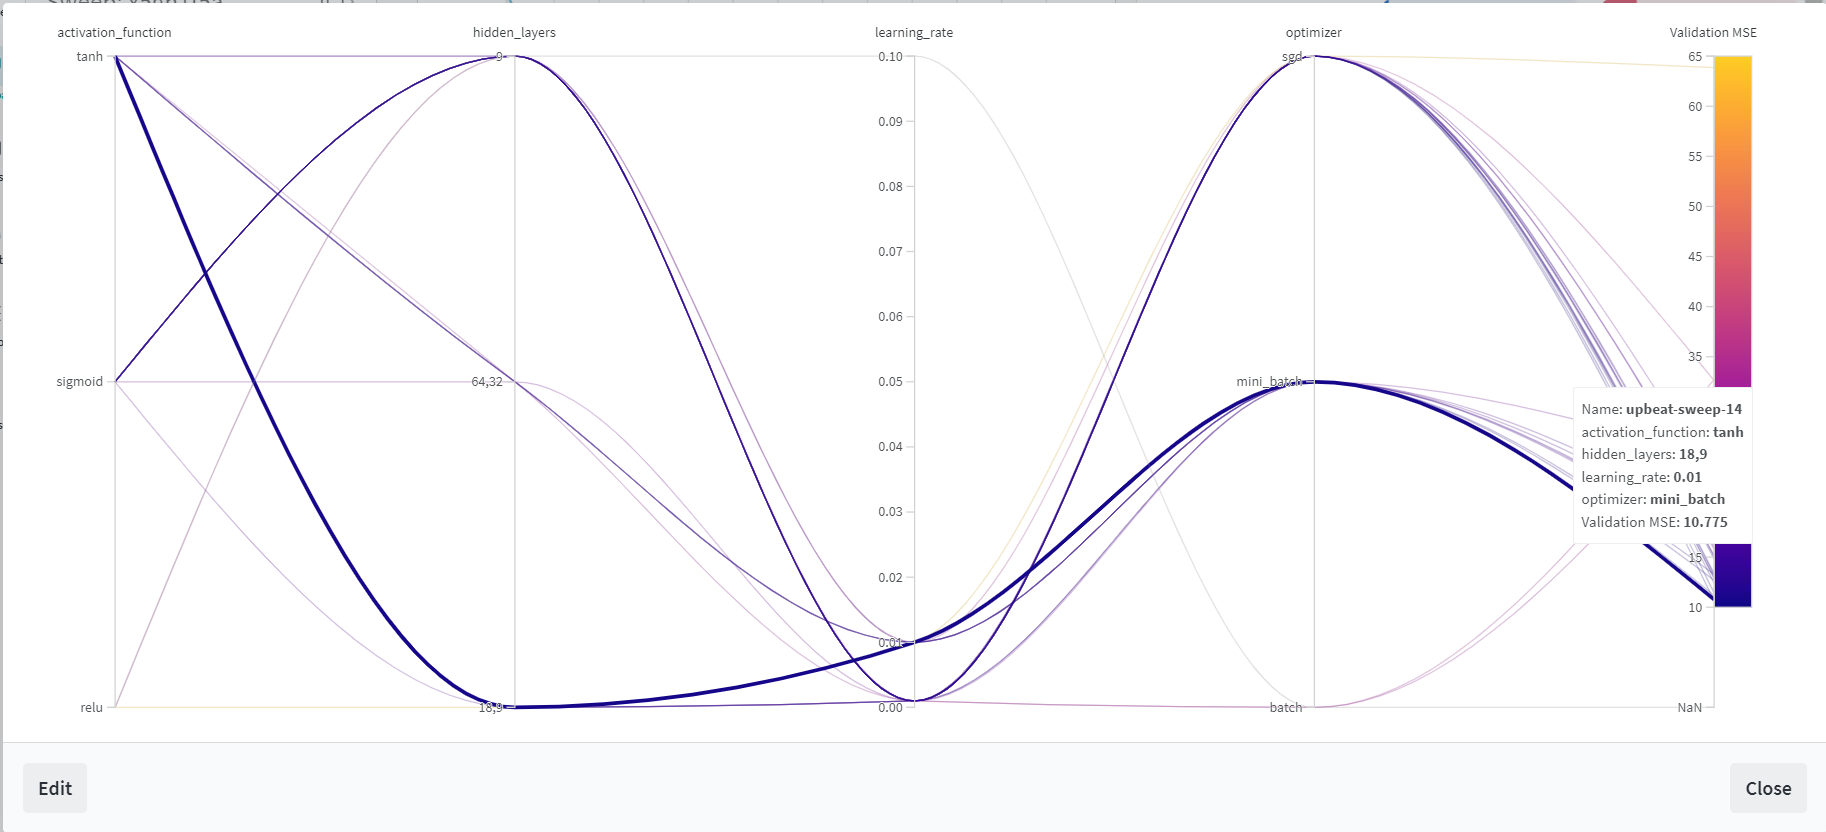 activation_function hidden_layers learning_rate optimizer Validation MSE
tanh 9 0.10 sgd 65
0.09 60
0.08 55
50
0.07 45
0.06 40
35
sigmoid 64,32 0.05 mini_batch
Name: upbeat-sweep-14
activation_function: tanh
0.04 hidden_layers: 18,9
learning_rate: 0.01
0.03 optimizer: mini_batch
Validation MSE: 10.775
0.02 15
10
0.01
relu 18,9 0.00 batch NaN
Edit Close